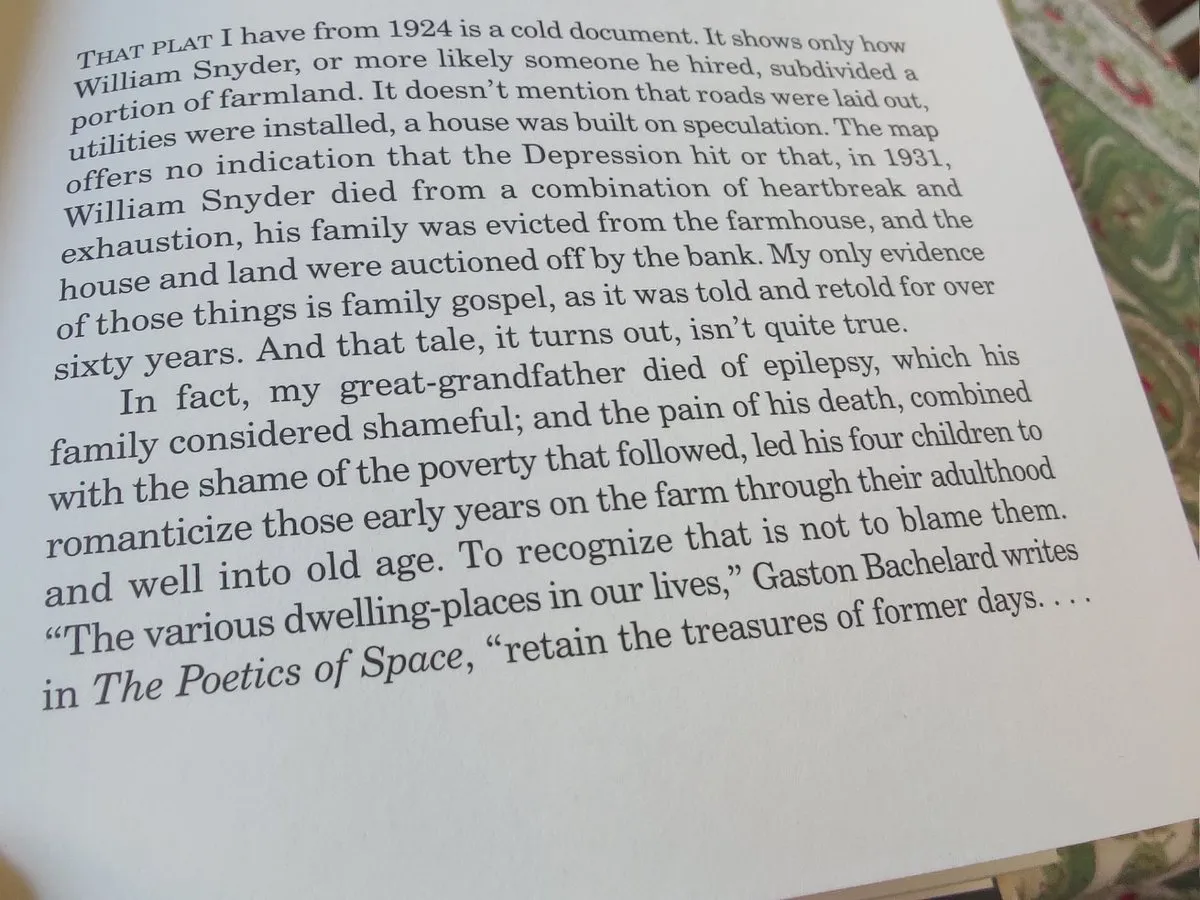 THAT PLAT I have from 1924 is a cold document. It shows only how
William Snyder, or more likely someone he hired, subdivided a
portion of farmland. It doesn't mention that roads were laid out,
utilities were installed, a house was built on speculation. The map
offers no indication that the Depression hit or that, in 1931,
William Snyder died from a combination of heartbreak and
exhaustion, his family was evicted from the farmhouse, and the
house and land were auctioned off by the bank. My only evidence
of those things is family gospel, as it was told and retold for over
sixty years. And that tale, it turns out, isn't quite true.
In fact, my great-grandfather died of epilepsy, which his
family considered shameful; and the pain of his death, combined
with the shame of the poverty that followed, led his four children to
romanticize those early years on the farm through their adulthood
and well into old age. To recognize that is not to blame them.
“The various dwelling-places in our lives,” Gaston Bachelard writes
in The Poetics of Space, “retain the treasures of former days. . . .